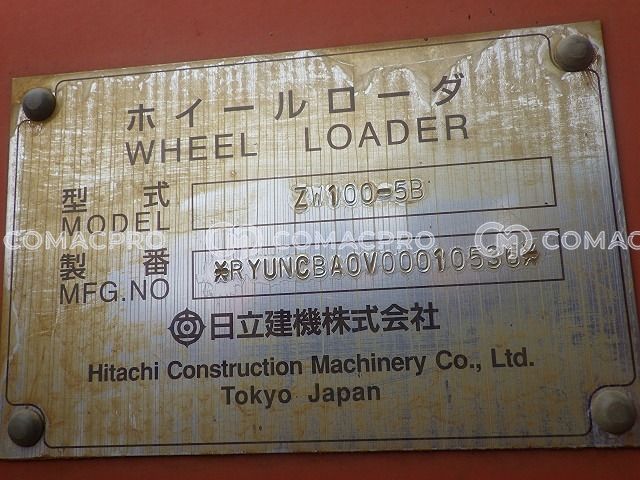 ホイールローダ
WHEEL LOADER
型式 ZW100-5B
MODEL
COMACPRO COMACPRO COMACPRO
製番
MFG.NO
日立建機株式会社
Hitachi Construction Machinery Co., Ltd.
Tokyo Japan